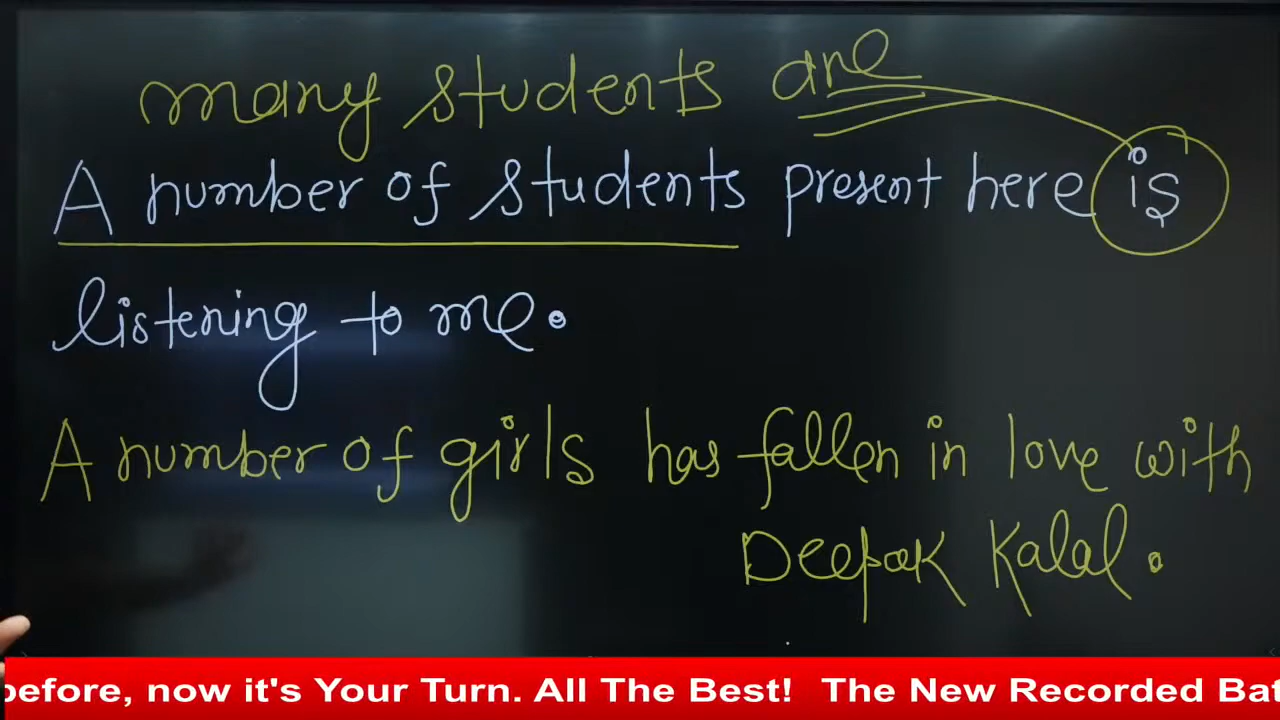 many students are
A number of students present here is
listening to me.
A number of girls has fallen in love with
Deepak Kalal.
before, now it's Your Turn. All The Best! The New Recorded Bat